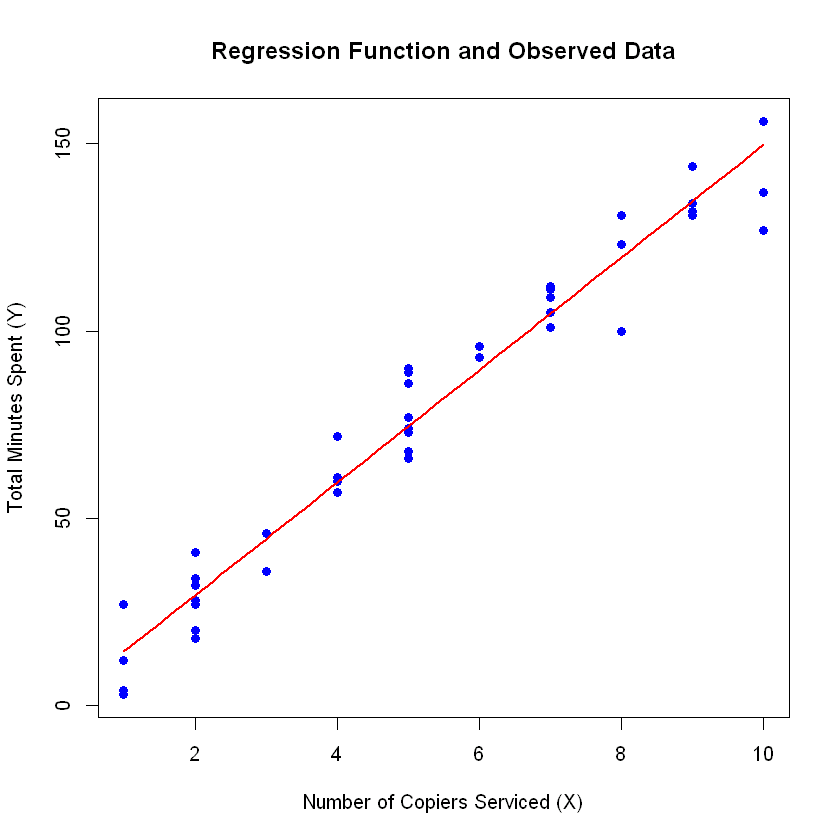 Regression Function and Observed Data
150
100
50
0
Total Minutes Spent (Y)
2 4 6 8 10
Number of Copiers Serviced (X)